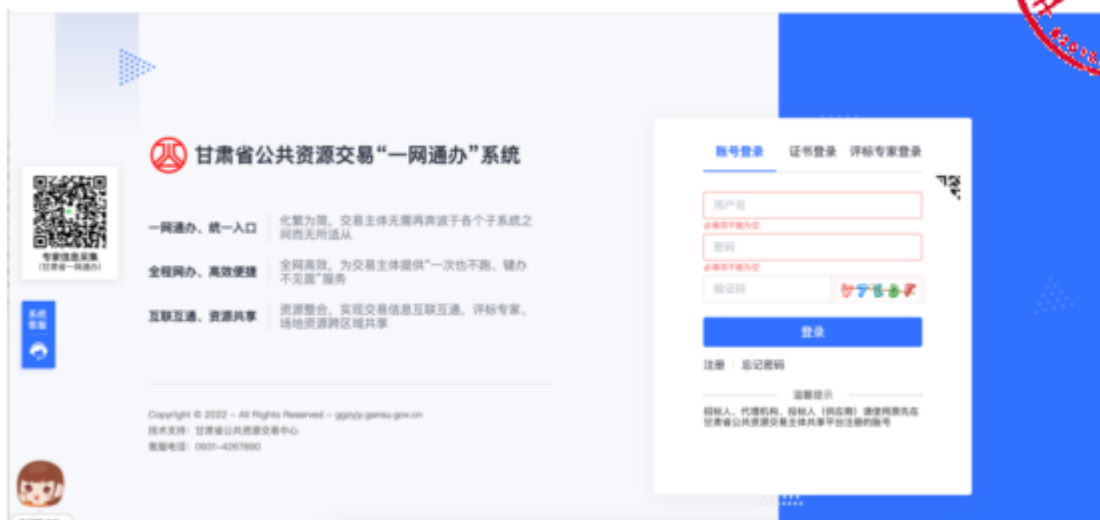 甘肃省公共资源交易“一网通办”系统
一网通办、统一入口
化繁为简，交易主体无需再奔波于各个子系统之
间而无所适从
全程网办、高效便捷
全网高效，为交易主体提供“一次也不跑、键办
不见面”服务
互联互通、资源共享
资源整合，实现交易信息互联互通，评标专家、
场地资源跨区域共享
专家信息采集
(甘肃省一网通办)
系统
客服
Copyright © 2022 - All Rights Reserved - ggzyjy.gansu.gov.cn
技术支持：甘肃省公共资源交易中心
客服电话：0931-4267890
账号登录 证书登录 评标专家登录
用户名
必填项不能为空
密码
必填项不能为空
验证码
登录
注册 忘记密码
温馨提示
招标人、代理机构、投标人（供应商）请使用原先在
甘肃省公共资源交易主体共享平台注册的账号